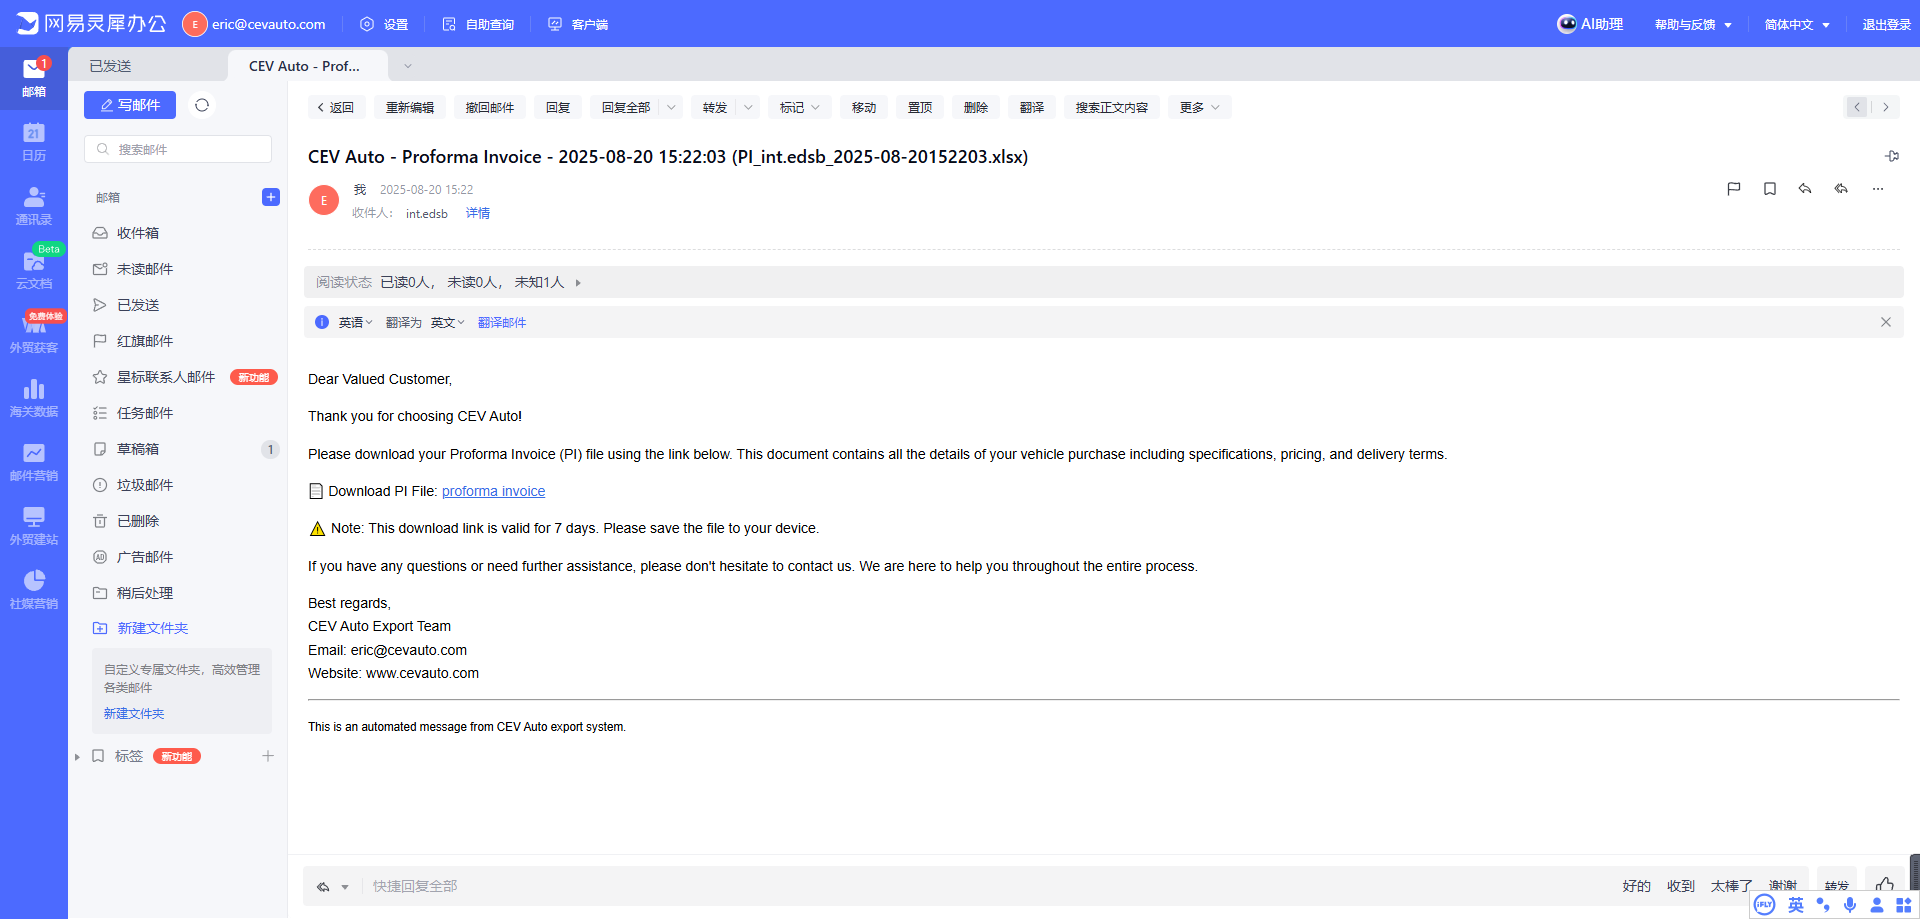 网易灵犀办公
E eric@cevauto.com
设置
自助查询
客户端
AI助理
帮助与反馈
简体中文
退出登录
1
邮箱
21
日历
通讯录
Beta
云文档
免费体验
外贸获客
海关数据
邮件营销
外贸建站
社媒营销
已发送
CEV Auto - Prof...
写邮件
搜索邮件
邮箱
收件箱
未读邮件
已发送
红旗邮件
星标联系人邮件 新功能
任务邮件
草稿箱 1
垃圾邮件
已删除
AD 广告邮件
稍后处理
新建文件夹
自定义专属文件夹，高效管理
各类邮件
新建文件夹
标签 新功能
返回 重新编辑 撤回邮件 回复 回复全部 转发 标记 移动 置顶 删除 翻译 搜索正文内容 更多
CEV Auto - Proforma Invoice - 2025-08-20 15:22:03 (PI_int.edsb_2025-08-20152203.xlsx)
E
我 2025-08-20 15:22
收件人： int.edsb 详情
阅读状态 已读0人， 未读0人， 未知1人
英语 翻译为 英文 翻译邮件
Dear Valued Customer,
Thank you for choosing CEV Auto!
Please download your Proforma Invoice (PI) file using the link below. This document contains all the details of your vehicle purchase including specifications, pricing, and delivery terms.
Download PI File: proforma invoice
Note: This download link is valid for 7 days. Please save the file to your device.
If you have any questions or need further assistance, please don't hesitate to contact us. We are here to help you throughout the entire process.
Best regards,
CEV Auto Export Team
Email: eric@cevauto.com
Website: www.cevauto.com
This is an automated message from CEV Auto export system.
快捷回复全部
好的 收到 太棒了 谢谢 转发
iFLY 英